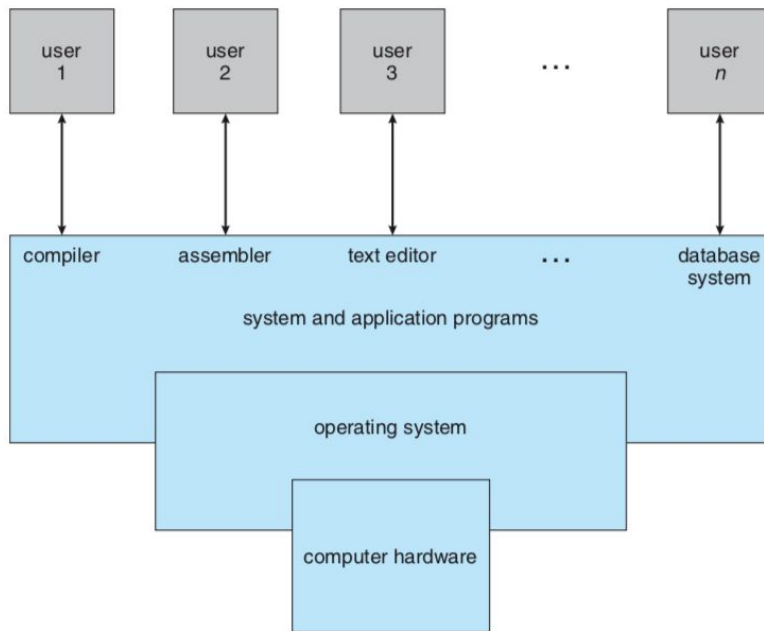 user
1
user
2
user
3
...
user
n
compiler
assembler
text editor
...
database
system
system and application programs
operating system
computer hardware